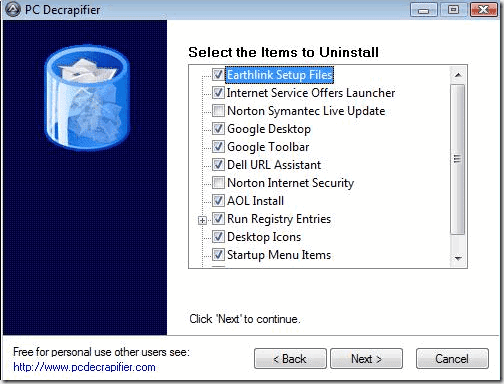 PC Decrapifier
Select the Items to Uninstall
Earthlink Setup Files
Internet Service Offers Launcher
Norton Symantec Live Update
Google Desktop
Google Toolbar
Dell URL Assistant
Norton Internet Security
AOL Install
Run Registry Entries
Desktop Icons
Startup Menu Items
Click 'Next' to continue.
Free for personal use other users see:
http://www.pcdecrapifier.com
< Back
Next >
Cancel